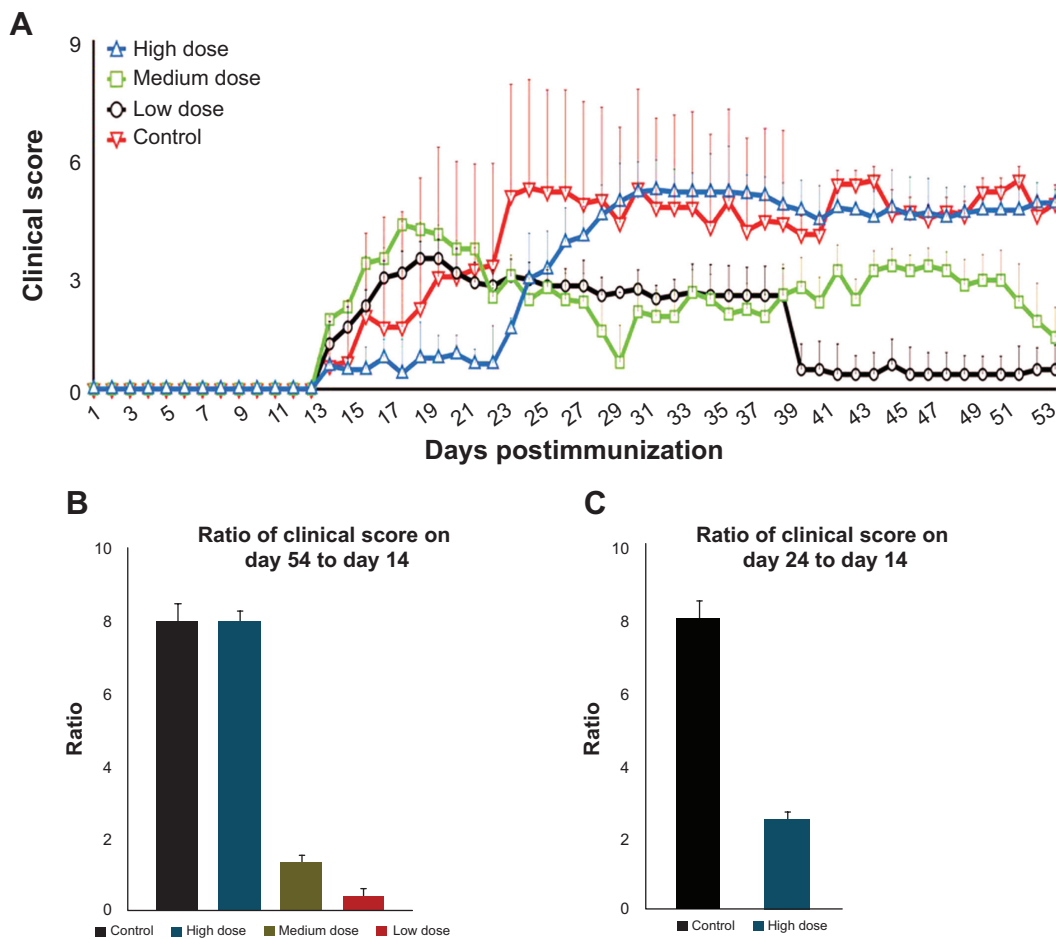 A
9
6
3
0
Clinical score
High dose
Medium dose
Low dose
Control
1 3 5 7 9 11 13 15 17 19 21 23 25 27 29 31 33 35 37 39 41 43 45 47 49 51 53
Days postimmunization
B
Ratio of clinical score on
day 54 to day 14
10
8
6
4
2
0
Ratio
Control High dose Medium dose Low dose
C
Ratio of clinical score on
day 24 to day 14
10
8
6
4
2
0
Ratio
Control High dose